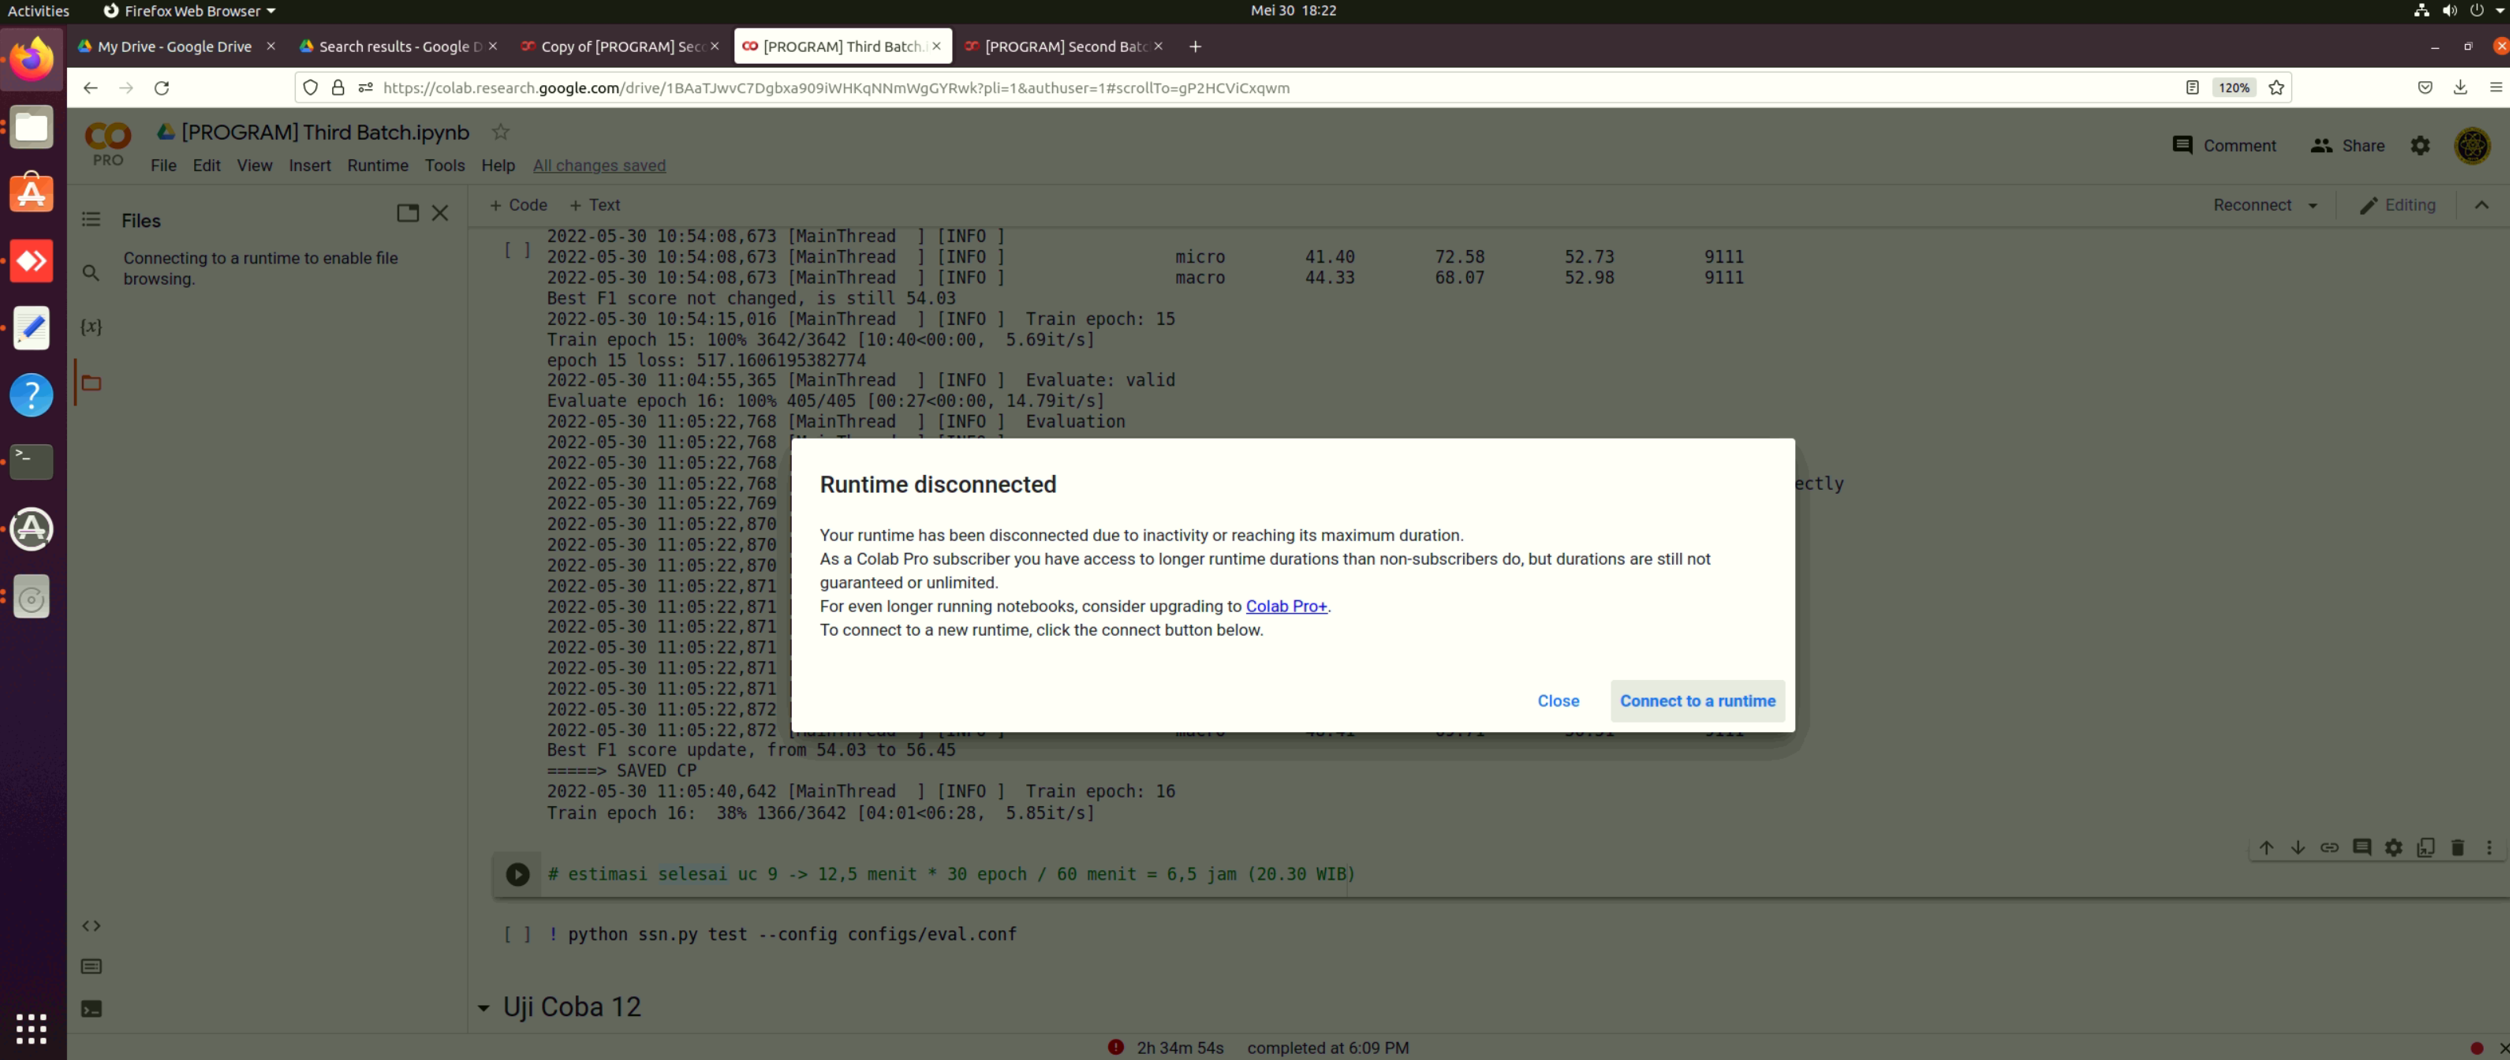 Activities
Firefox Web Browser
Mei 30 18:22
My Drive - Google Drive
Search results - Google D
Copy of [PROGRAM] Sec
[PROGRAM] Third Batch.
[PROGRAM] Second Batc
https://colab.research.google.com/drive/1BAaTJwvC7Dgbxa909iWHKqNNmWgGYRwk?pli=1&authuser=1#scrollTo=gP2HCViCxqwm
120%
PRO
[PROGRAM] Third Batch.ipynb
File Edit View Insert Runtime Tools Help All changes saved
Comment
Share
Files
Connecting to a runtime to enable file
browsing.
+ Code + Text
Reconnect
Editing
{x}
[ ]
2022-05-30 10:54:08,673 [MainThread ] [INFO ]
2022-05-30 10:54:08,673 [MainThread ] [INFO ] micro 41.40 72.58 52.73 9111
2022-05-30 10:54:08,673 [MainThread ] [INFO ] macro 44.33 68.07 52.98 9111
Best F1 score not changed, is still 54.03
2022-05-30 10:54:15,016 [MainThread ] [INFO ] Train epoch: 15
Train epoch 15: 100% 3642/3642 [10:40<00:00, 5.69it/s]
epoch 15 loss: 517.1606195382774
2022-05-30 11:04:55,365 [MainThread ] [INFO ] Evaluate: valid
Evaluate epoch 16: 100% 405/405 [00:27<00:00, 14.79it/s]
2022-05-30 11:05:22,768 [MainThread ] [INFO ] Evaluation
2022-05-30 11:05:22,768
2022-05-30 11:05:22,768
2022-05-30 11:05:22,768 ectly
2022-05-30 11:05:22,769
2022-05-30 11:05:22,870
2022-05-30 11:05:22,870
2022-05-30 11:05:22,870
2022-05-30 11:05:22,871
2022-05-30 11:05:22,871
2022-05-30 11:05:22,871
2022-05-30 11:05:22,871
2022-05-30 11:05:22,871
2022-05-30 11:05:22,871
2022-05-30 11:05:22,872
2022-05-30 11:05:22,872
Best F1 score update, from 54.03 to 56.45
=====> SAVED CP
2022-05-30 11:05:40,642 [MainThread ] [INFO ] Train epoch: 16
Train epoch 16: 38% 1366/3642 [04:01<06:28, 5.85it/s]
Runtime disconnected
Your runtime has been disconnected due to inactivity or reaching its maximum duration.
As a Colab Pro subscriber you have access to longer runtime durations than non-subscribers do, but durations are still not
guaranteed or unlimited.
For even longer running notebooks, consider upgrading to Colab Pro+.
To connect to a new runtime, click the connect button below.
Close
Connect to a runtime
# estimasi selesai uc 9 -> 12,5 menit * 30 epoch / 60 menit = 6,5 jam (20.30 WIB)
[ ] ! python ssn.py test --config configs/eval.conf
Uji Coba 12
2h 34m 54s completed at 6:09 PM